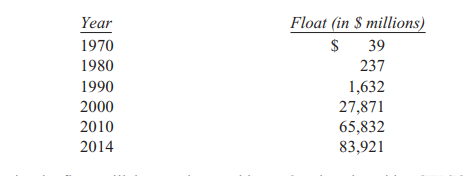 Year Float (in $ millions)
1970 $ 39
1980 237
1990 1,632
2000 27,871
2010 65,832
2014 83,921